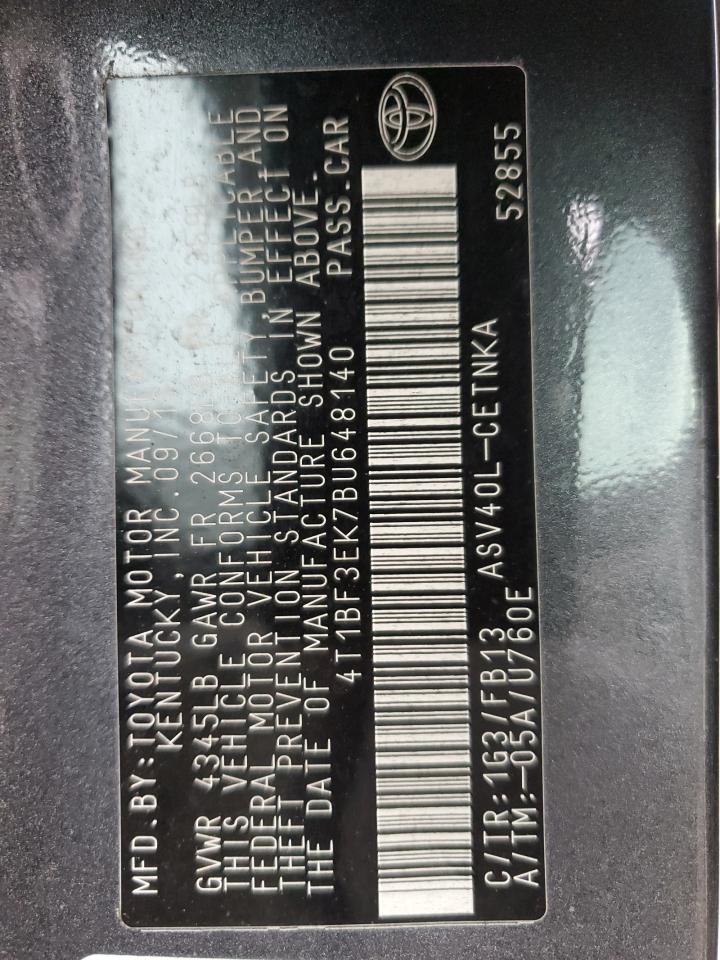 MFD.BY:TOYOTA MOTOR
KENTUCKY, INC.09/
GVWR 4345LB GAWR FR 2668
THIS VEHICLE CONFORMS TO
FEDERAL MOTOR VEHICLE SAFETY,BUMPER AND
THEFT PREVENTION STANDARDS IN EFFECT ON
THE DATE OF MANUFACTURE SHOWN ABOVE.
4T1BF3EK7BU648140 PASS.CAR
C/TR:1G3/FB13 ASV40L-CETNKA 52855
A/TM:-05A/U760E